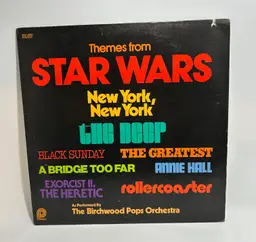 Themes from
STAR WARS
New York,
New York
the DEEP
BLACK SUNDAY THE GREATEST
A BRIDGE TOO FAR ANNIE HALL
EXORCIST II,
THE HERETIC rollercoaster
As Performed By
The Birchwood Pops Orchestra